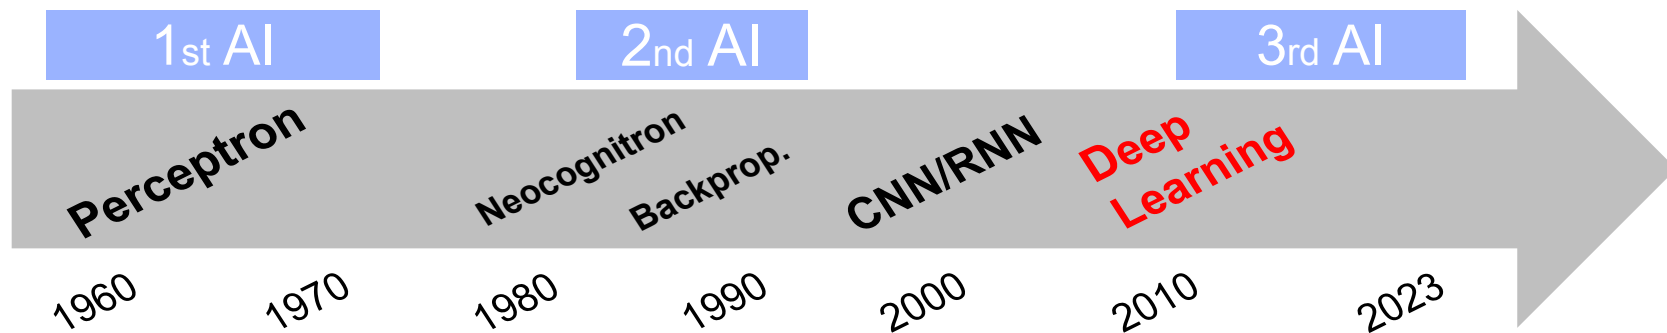 1st AI
2nd AI
3rd AI
Perceptron
Neocognitron
Backprop.
CNN/RNN
Deep
Learning
1960
1970
1980
1990
2000
2010
2023